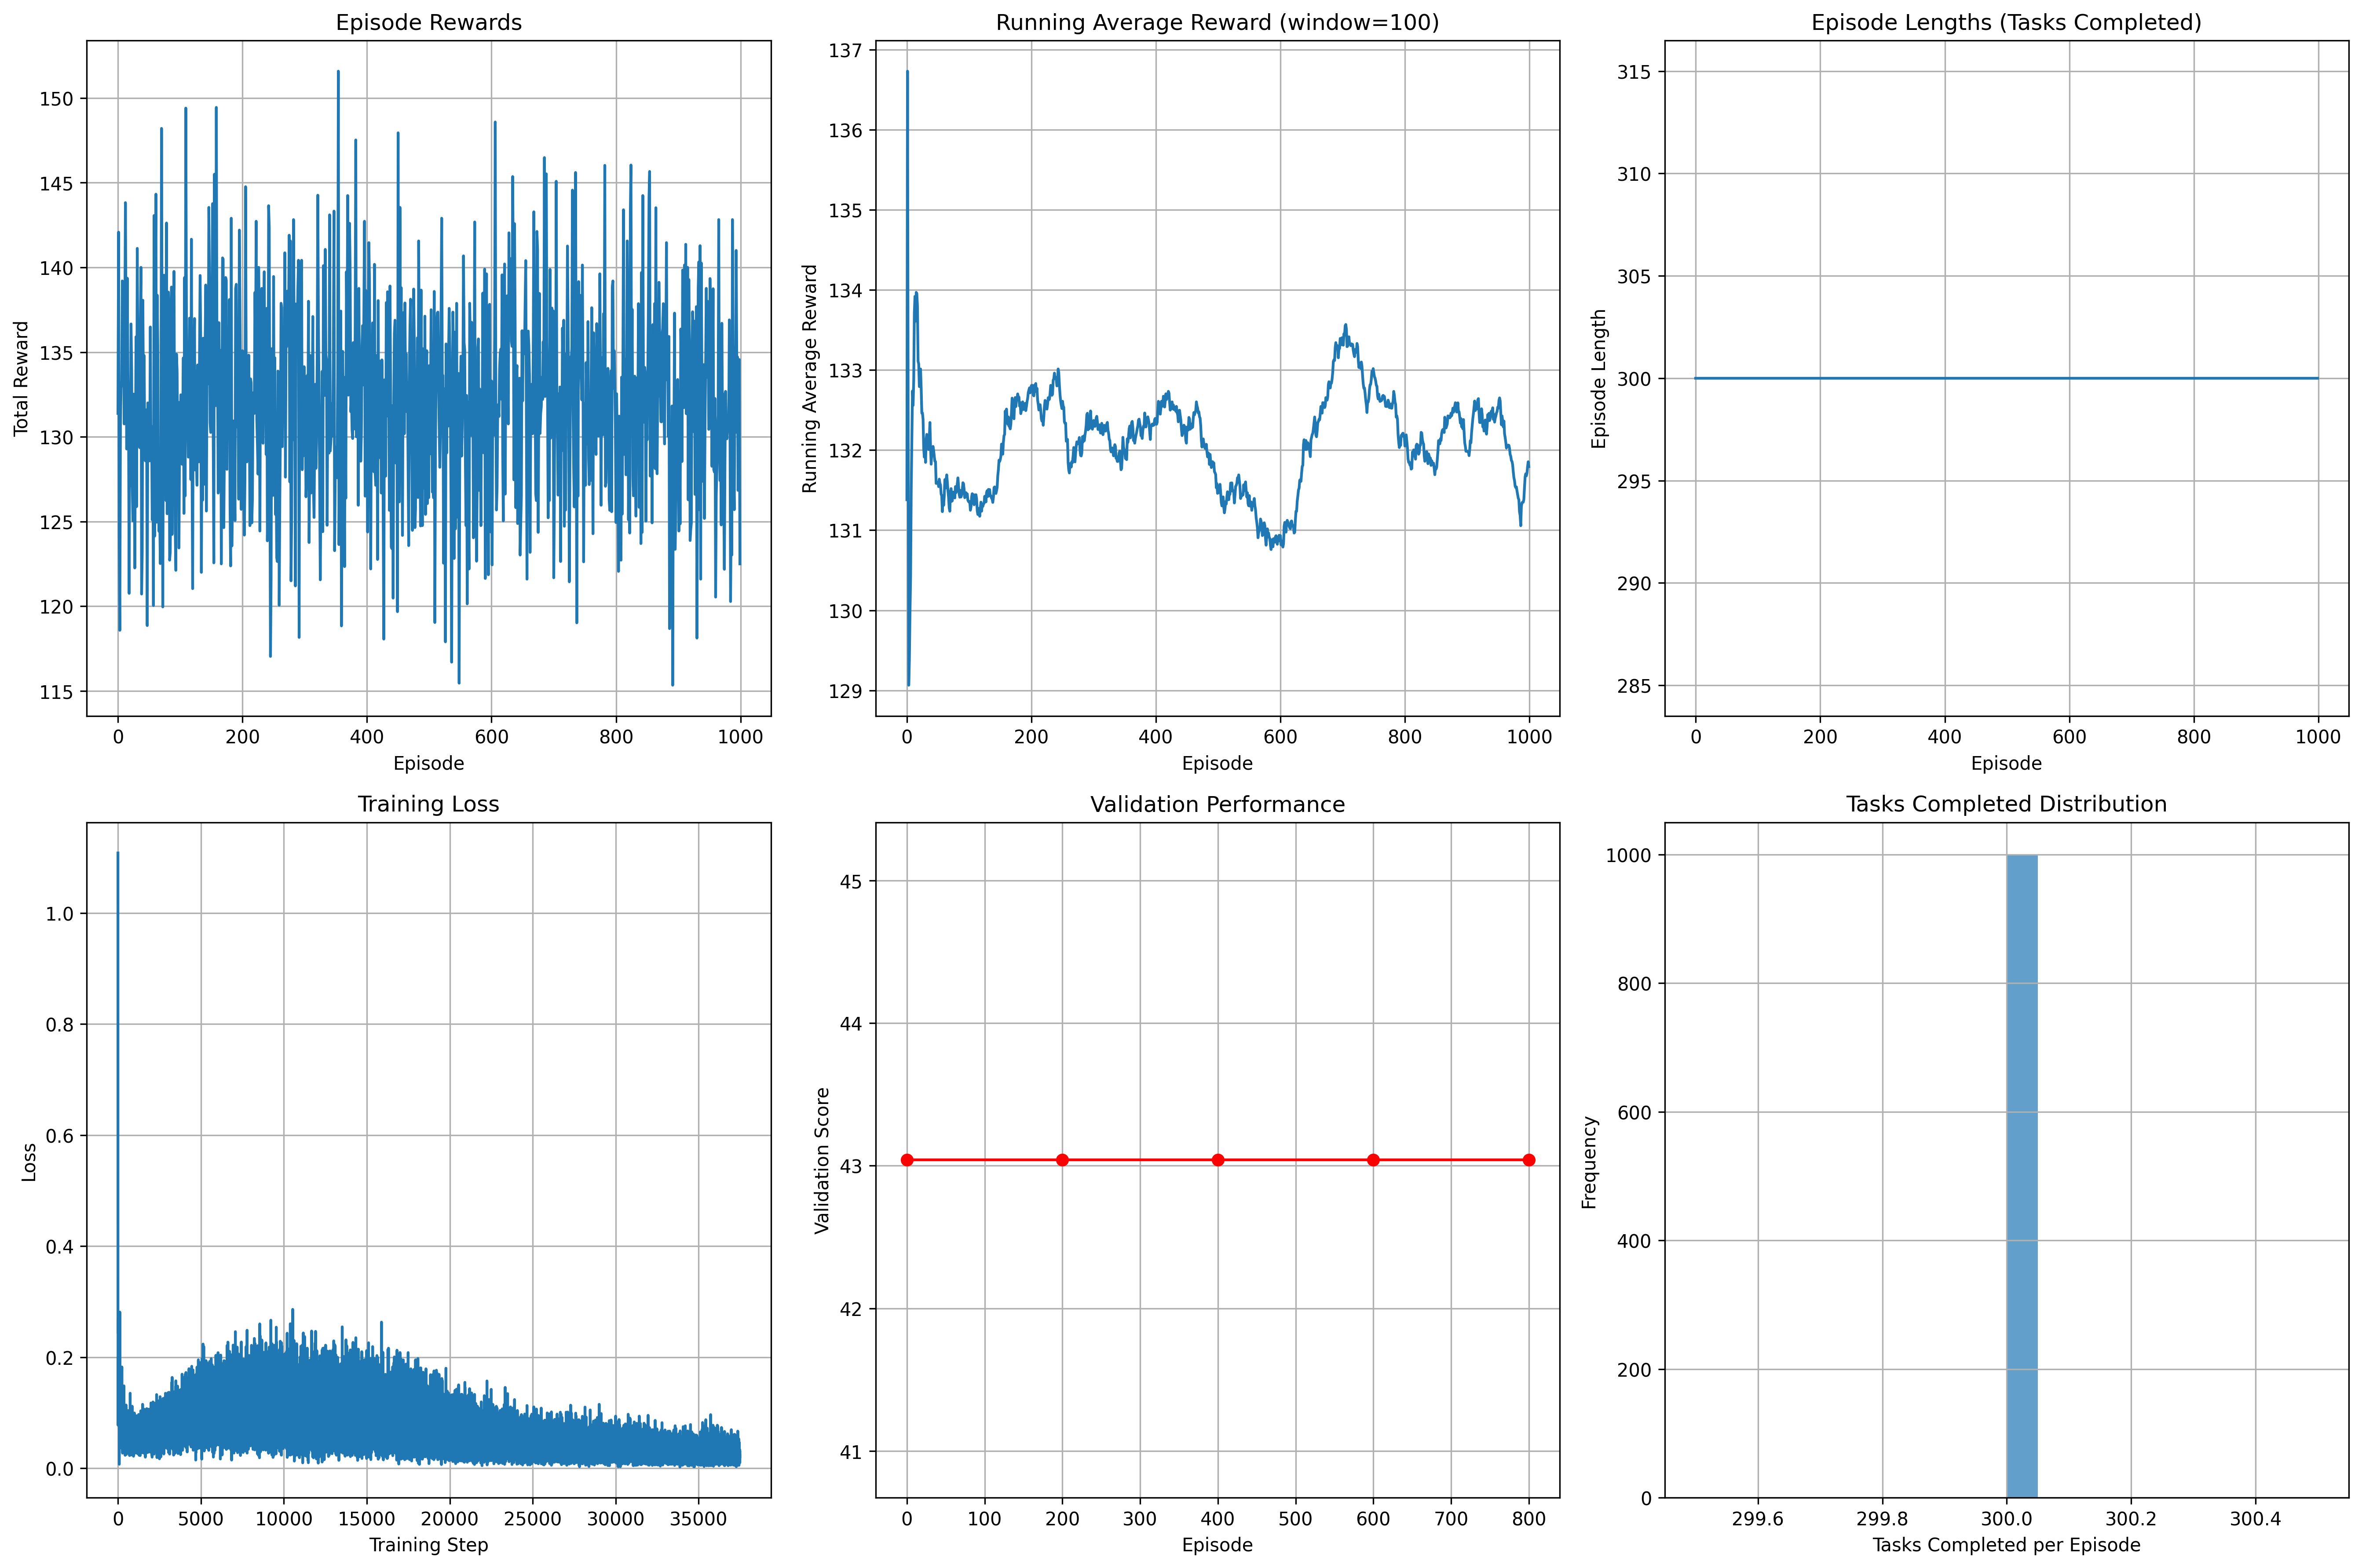 Episode Rewards
Total Reward
150
145
140
135
130
125
120
115
0 200 400 600 800 1000
Episode
Running Average Reward (window=100)
Running Average Reward
137
136
135
134
133
132
131
130
129
0 200 400 600 800 1000
Episode
Episode Lengths (Tasks Completed)
Episode Length
315
310
305
300
295
290
285
0 200 400 600 800 1000
Episode
Training Loss
Loss
1.0
0.8
0.6
0.4
0.2
0.0
0 5000 10000 15000 20000 25000 30000 35000
Training Step
Validation Performance
Validation Score
45
44
43
42
41
0 100 200 300 400 500 600 700 800
Episode
Tasks Completed Distribution
Frequency
1000
800
600
400
200
0
299.6 299.8 300.0 300.2 300.4
Tasks Completed per Episode